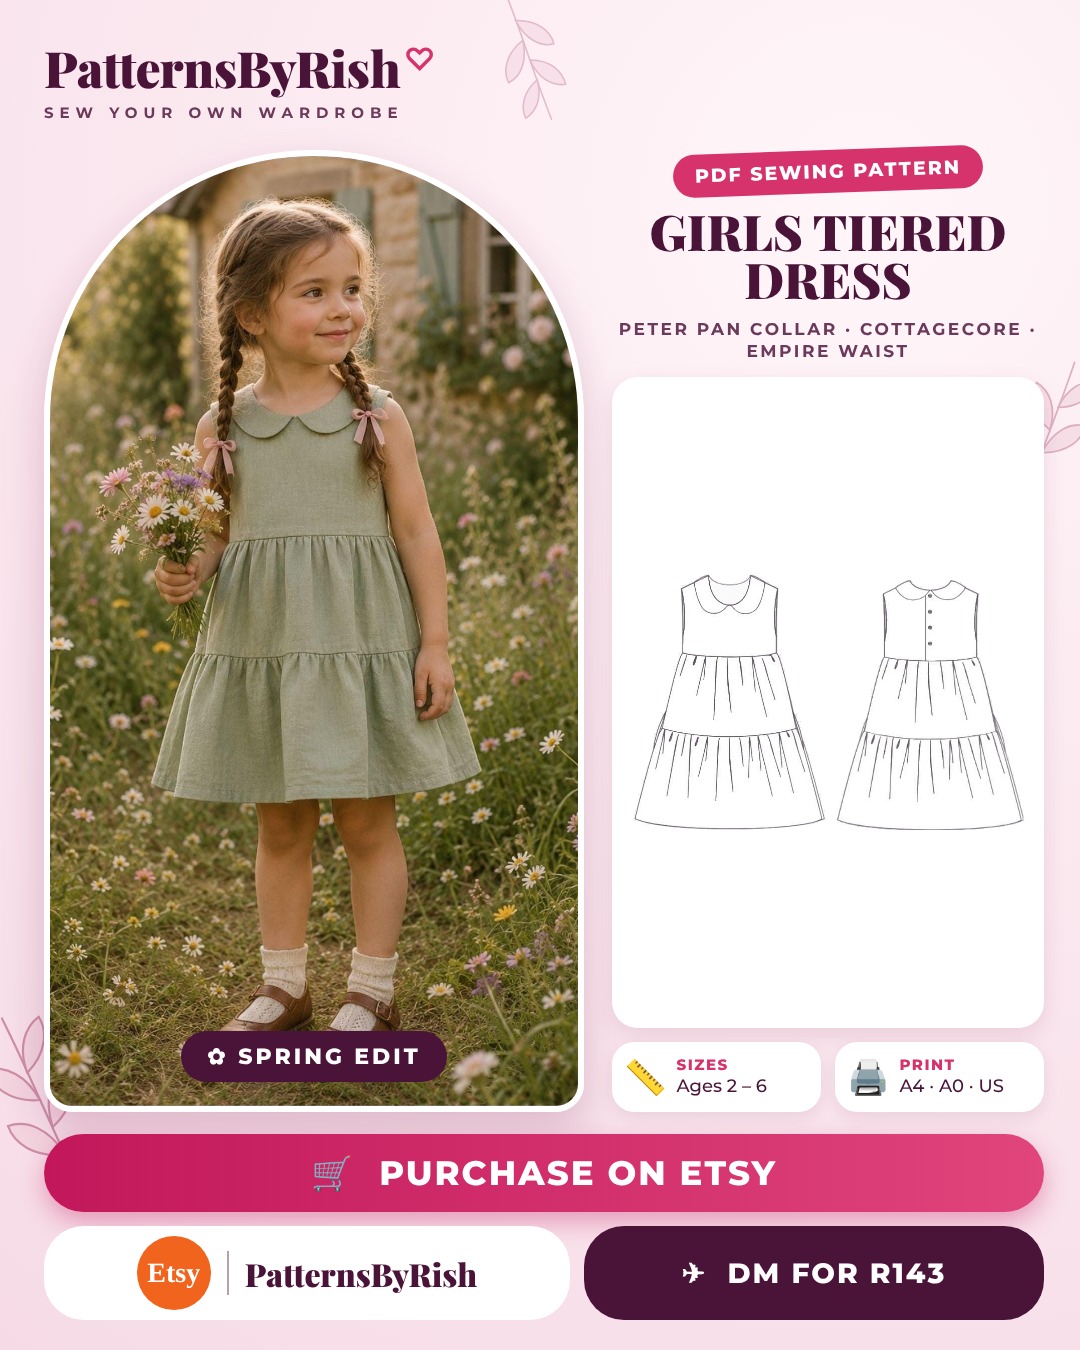 PatternsByRish♡
SEW YOUR OWN WARDROBE
PDF SEWING PATTERN
GIRLS TIERED
DRESS
PETER PAN COLLAR · COTTAGECORE ·
EMPIRE WAIST
✿ SPRING EDIT
SIZES
Ages 2 – 6
PRINT
A4 · A0 · US
🛒 PURCHASE ON ETSY
Etsy | PatternsByRish
✈ DM FOR R143